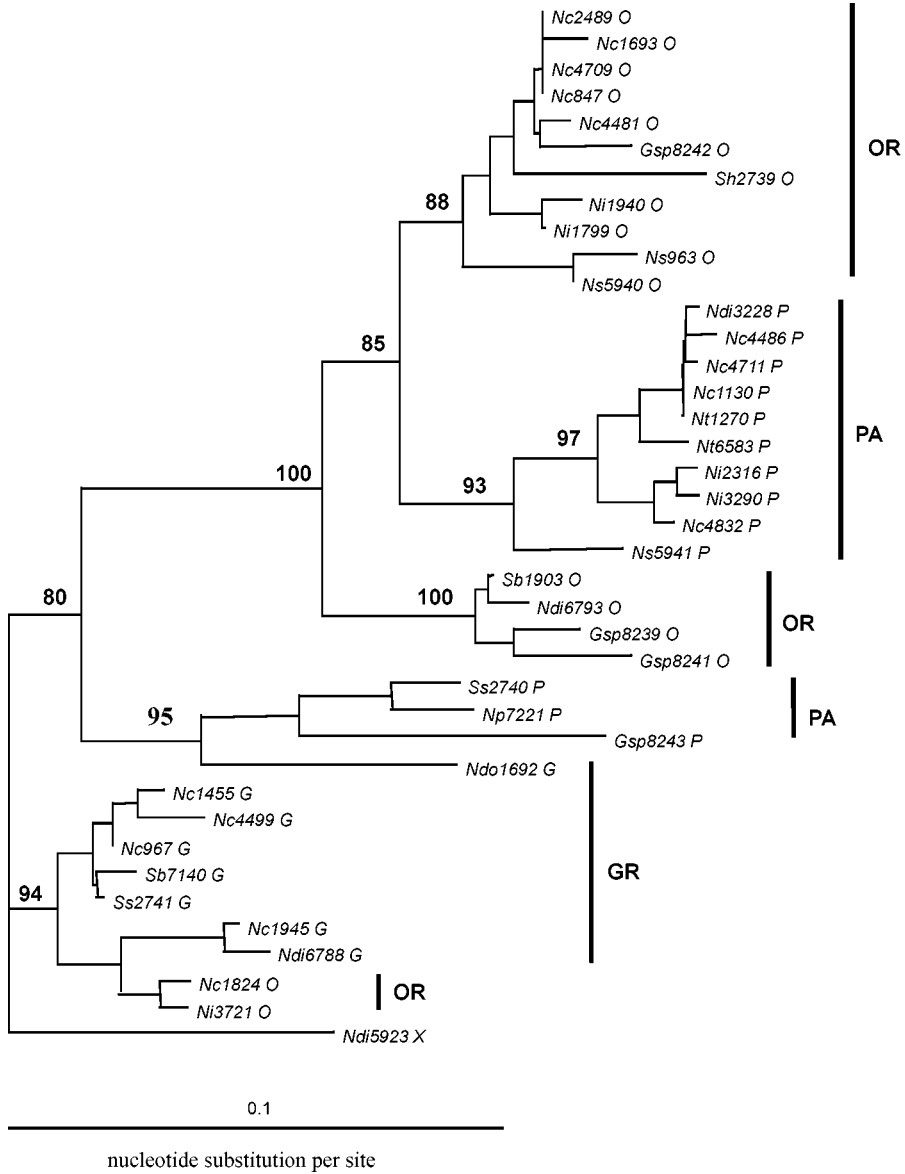 Nc2489 O
Nc1693 O
Nc4709 O
Nc847 O
Nc4481 O
Gsp8242 O
OR
Sh2739 O
88
Ni1940 O
Ni1799 O
Ns963 O
Ns5940 O
Ndi3228 P
Nc4486 P
85
Nc4711 P
Nc1130 P
Nt1270 P
97
PA
Nt6583 P
100
Ni2316 P
93
Ni3290 P
Nc4832 P
Ns5941 P
Sb1903 O
80
100
Ndi6793 O
OR
Gsp8239 O
Gsp8241 O
Ss2740 P
95
Np7221 P
PA
Gsp8243 P
Ndo1692 G
Nc1455 G
Nc4499 G
Nc967 G
Sb7140 G
GR
94
Ss2741 G
Nc1945 G
Ndi6788 G
Nc1824 O
OR
Ni3721 O
Ndi5923 X
0.1
nucleotide substitution per site